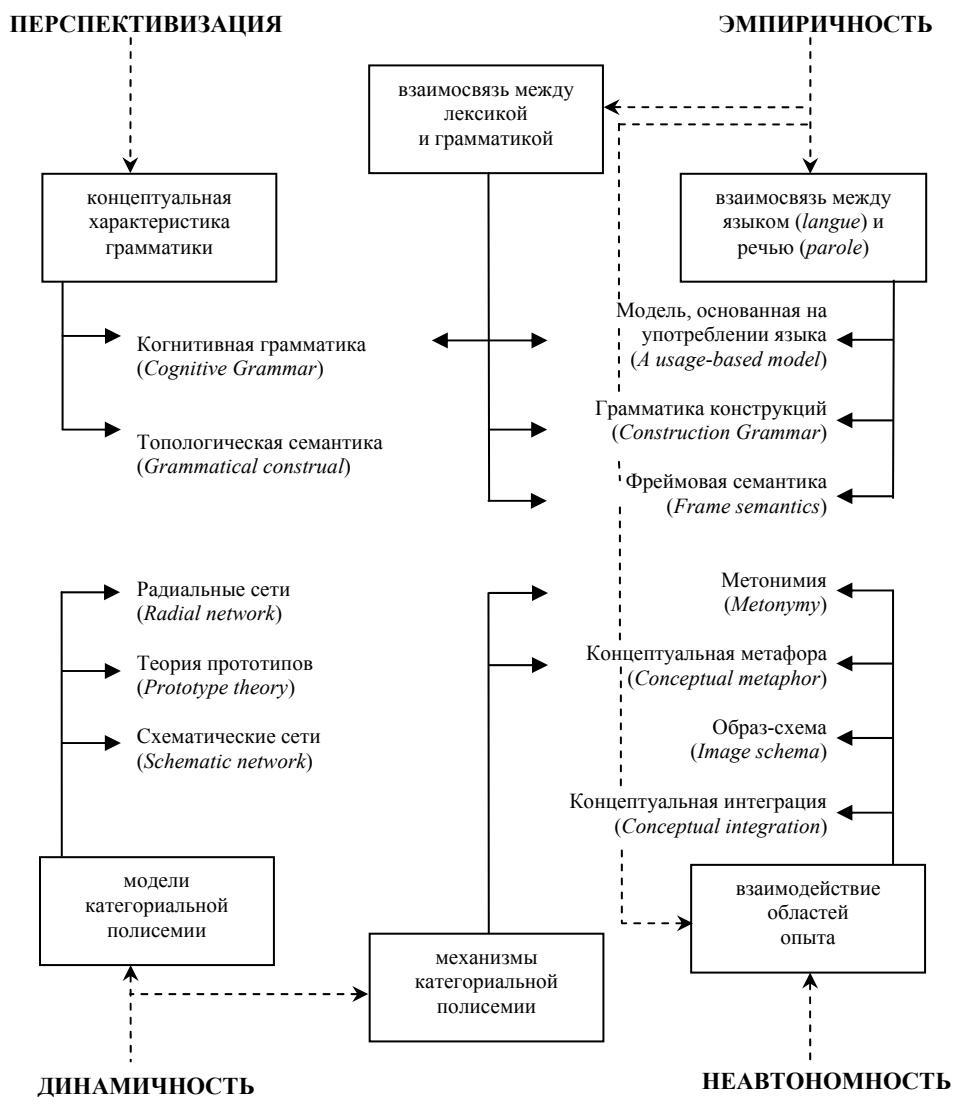 ПЕРСПЕКТИВИЗАЦИЯ
ЭМПИРИЧНОСТЬ
взаимосвязь между
лексикой
и грамматикой
концептуальная
характеристика
грамматики
взаимосвязь между
языком (langue) и
речью (parole)
Когнитивная грамматика
(Cognitive Grammar)
Топологическая семантика
(Grammatical construal)
Модель, основанная на
употреблении языка
(A usage-based model)
Грамматика конструкций
(Construction Grammar)
Фреймовая семантика
(Frame semantics)
Радиальные сети
(Radial network)
Теория прототипов
(Prototype theory)
Схематические сети
(Schematic network)
Метонимия
(Metonymy)
Концептуальная метафора
(Conceptual metaphor)
Образ-схема
(Image schema)
Концептуальная интеграция
(Conceptual integration)
модели
категориальной
полисемии
механизмы
категориальной
полисемии
взаимодействие
областей
опыта
ДИНАМИЧНОСТЬ
НЕАВТОНОМНОСТЬ